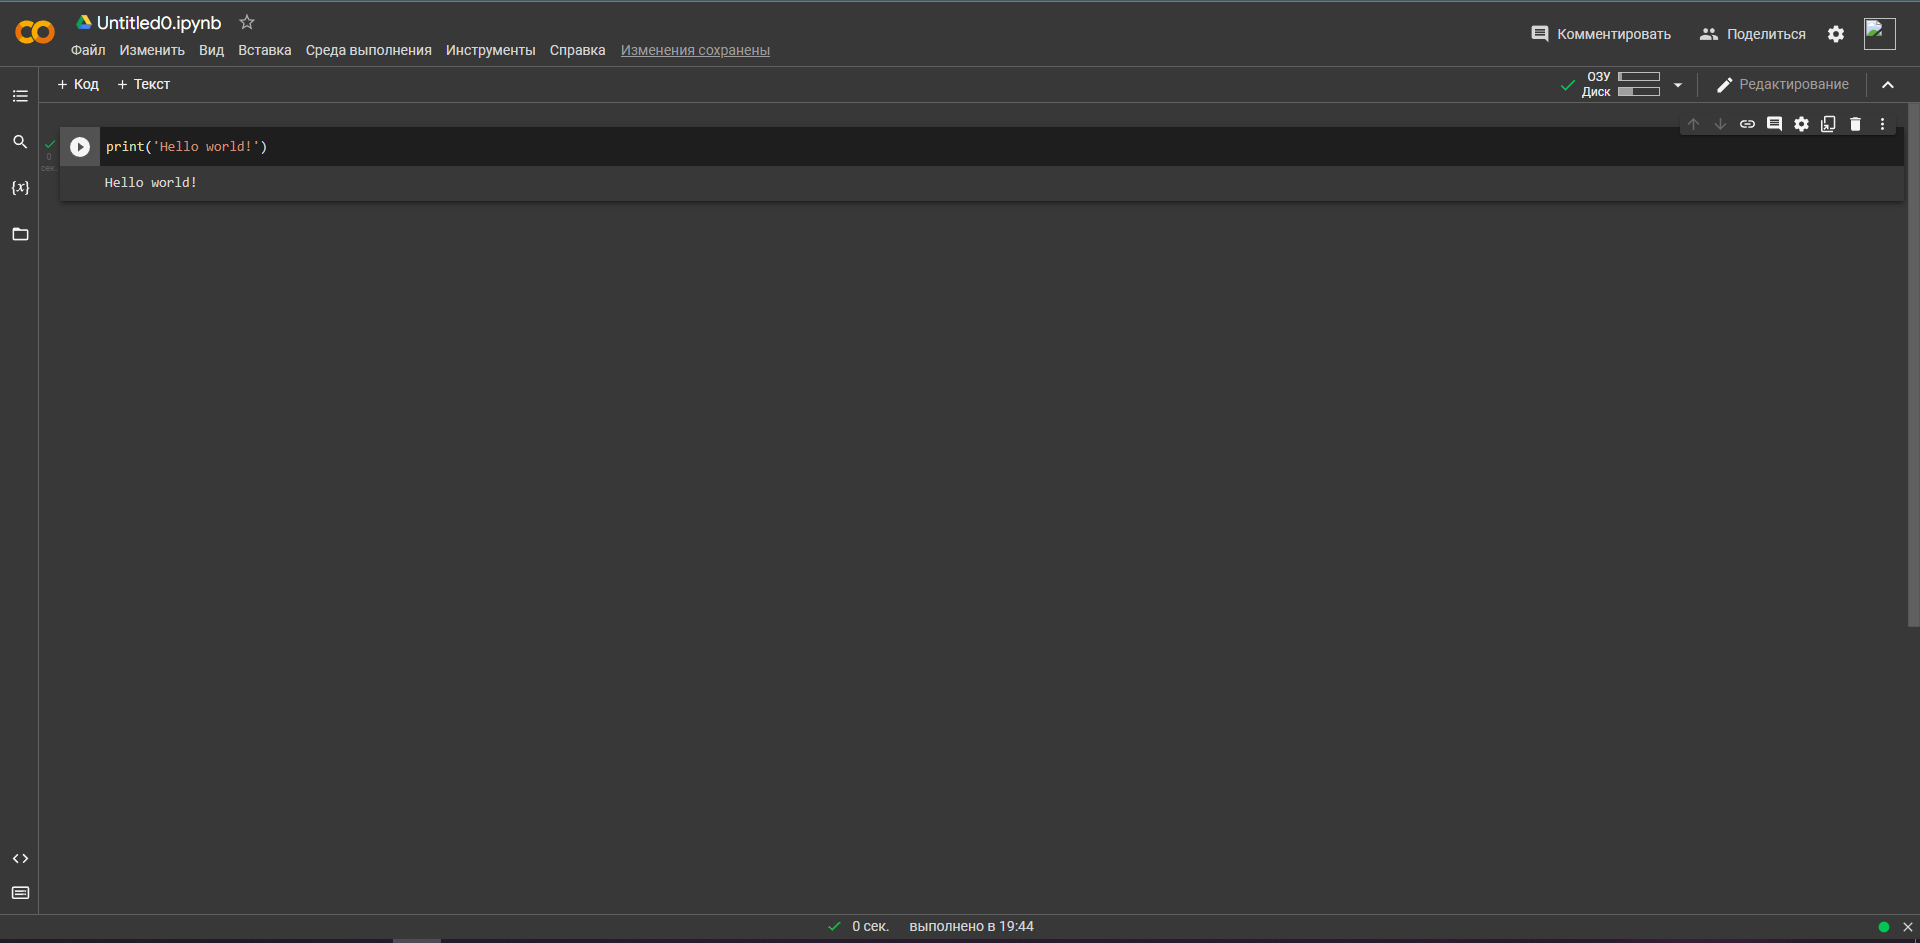 Untitled0.ipynb
Файл Изменить Вид Вставка Среда выполнения Инструменты Справка Изменения сохранены
Комментировать Поделиться
+ Код + Текст
ОЗУ
Диск
Редактирование
print('Hello world!')
0
сек.
Hello world!
{x}
0 сек. выполнено в 19:44